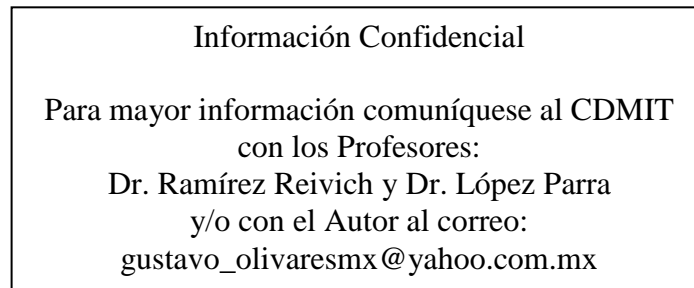 Información Confidencial
Para mayor información comuníquese al CDMIT
con los Profesores:
Dr. Ramírez Reivich y Dr. López Parra
y/o con el Autor al correo:
gustavo_olivaresmx@yahoo.com.mx